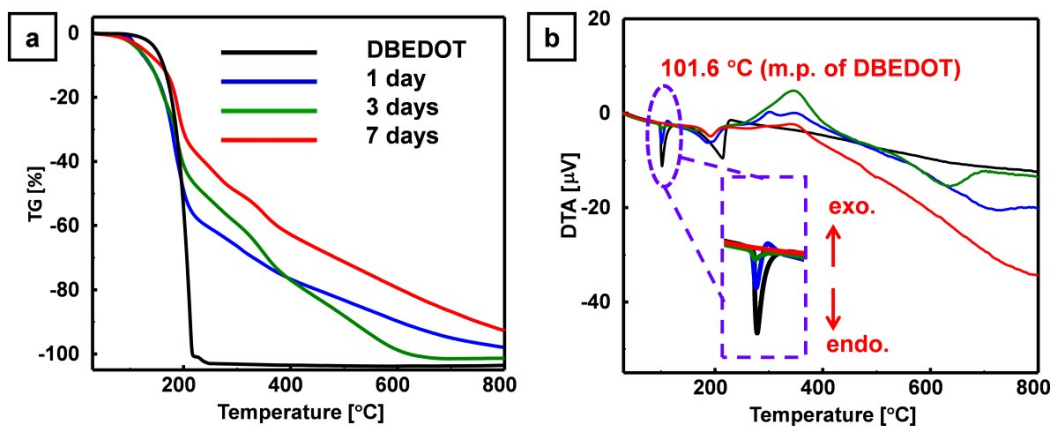 a
0
-20
-40
-60
-80
-100
TG [%]
DBEDOT
1 day
3 days
7 days
200
400
600
800
Temperature [°C]
b
20
0
-20
-40
DTA [μV]
101.6 °C (m.p. of DBEDOT)
exo.
endo.
200
400
600
800
Temperature [°C]